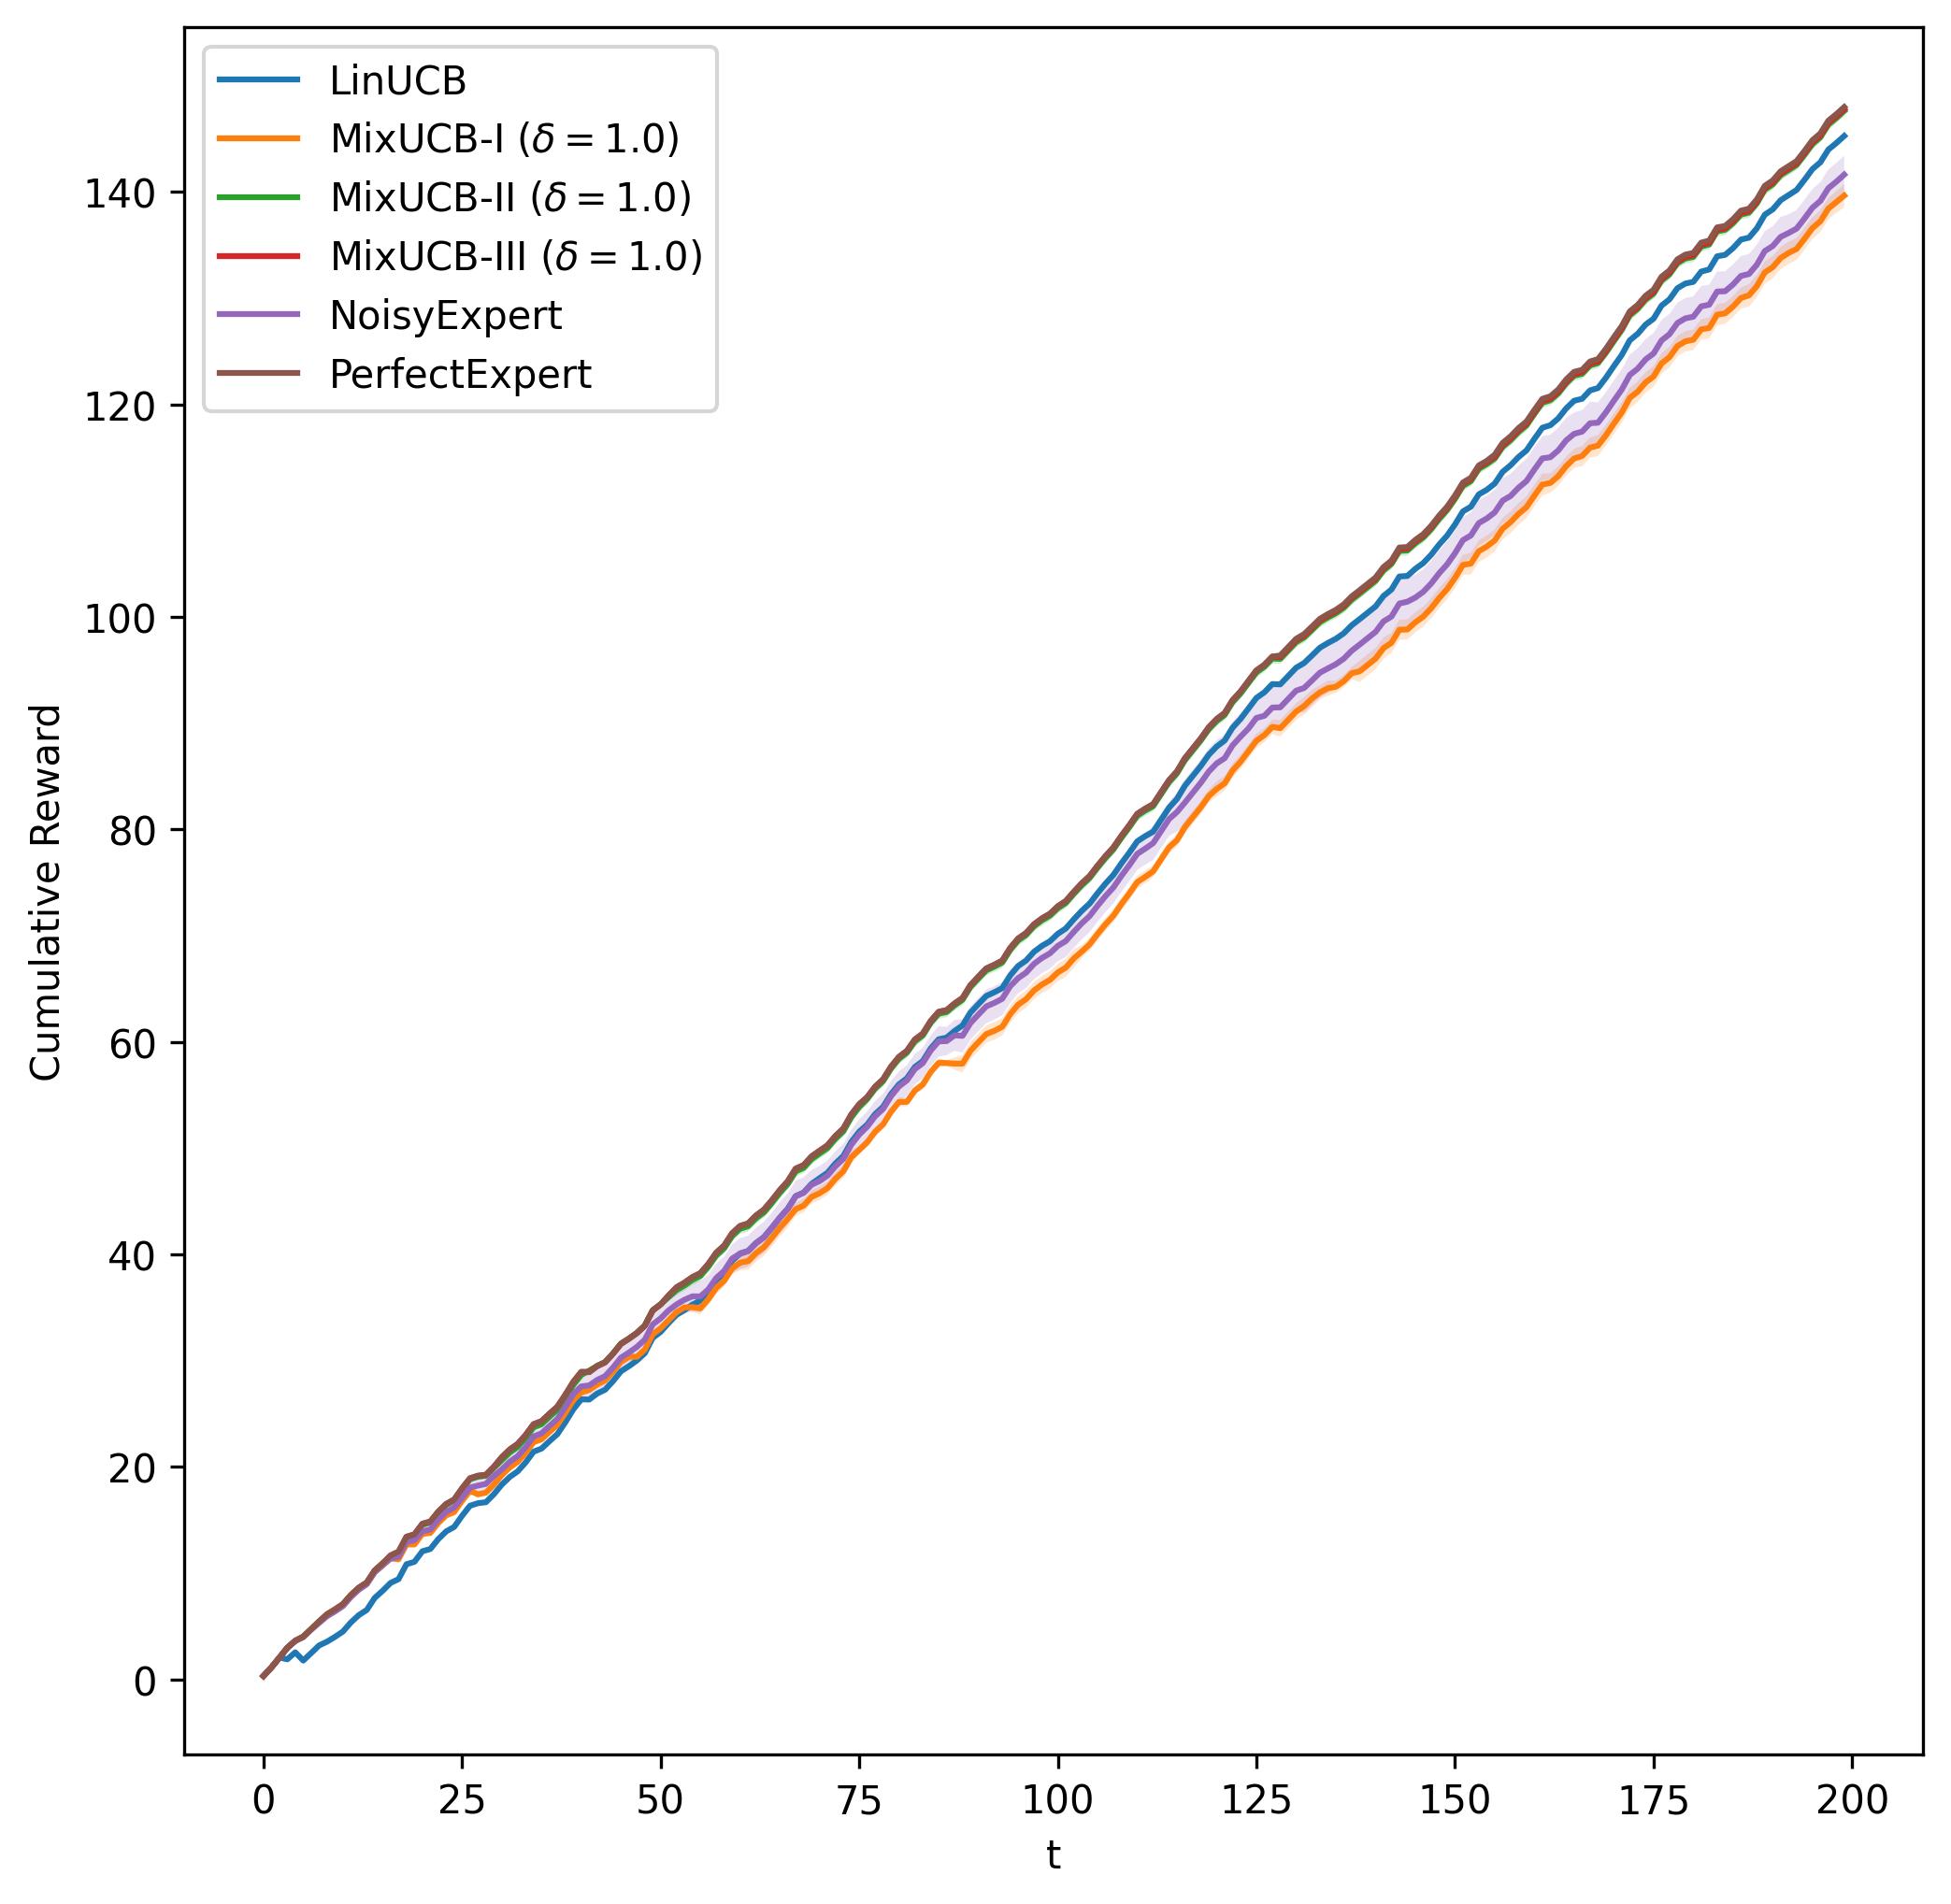 LinUCB
MixUCB-I (δ = 1.0)
MixUCB-II (δ = 1.0)
MixUCB-III (δ = 1.0)
NoisyExpert
PerfectExpert
Cumulative Reward
140
120
100
80
60
40
20
0
0 25 50 75 100 125 150 175 200
t